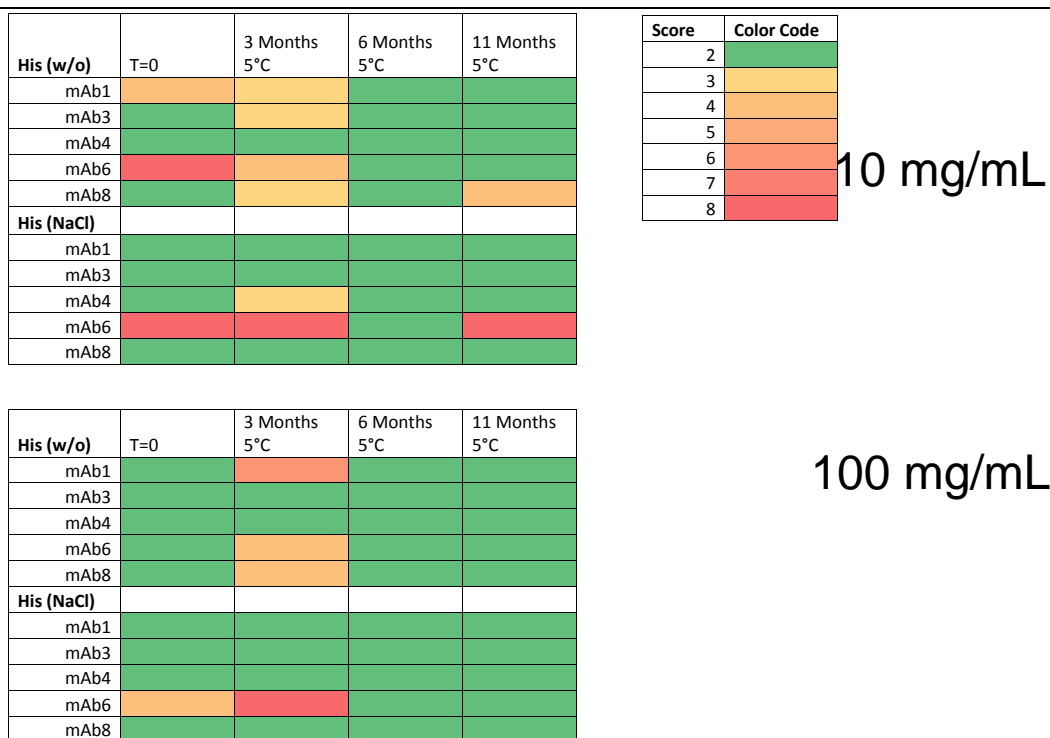 His (w/o) T=0 3 Months 5°C 6 Months 5°C 11 Months 5°C
mAb1
mAb3
mAb4
mAb6
mAb8
His (NaCl)
mAb1
mAb3
mAb4
mAb6
mAb8
Score Color Code
2
3
4
5
6
7
8
10 mg/mL
His (w/o) T=0 3 Months 5°C 6 Months 5°C 11 Months 5°C
mAb1
mAb3
mAb4
mAb6
mAb8
His (NaCl)
mAb1
mAb3
mAb4
mAb6
mAb8
100 mg/mL